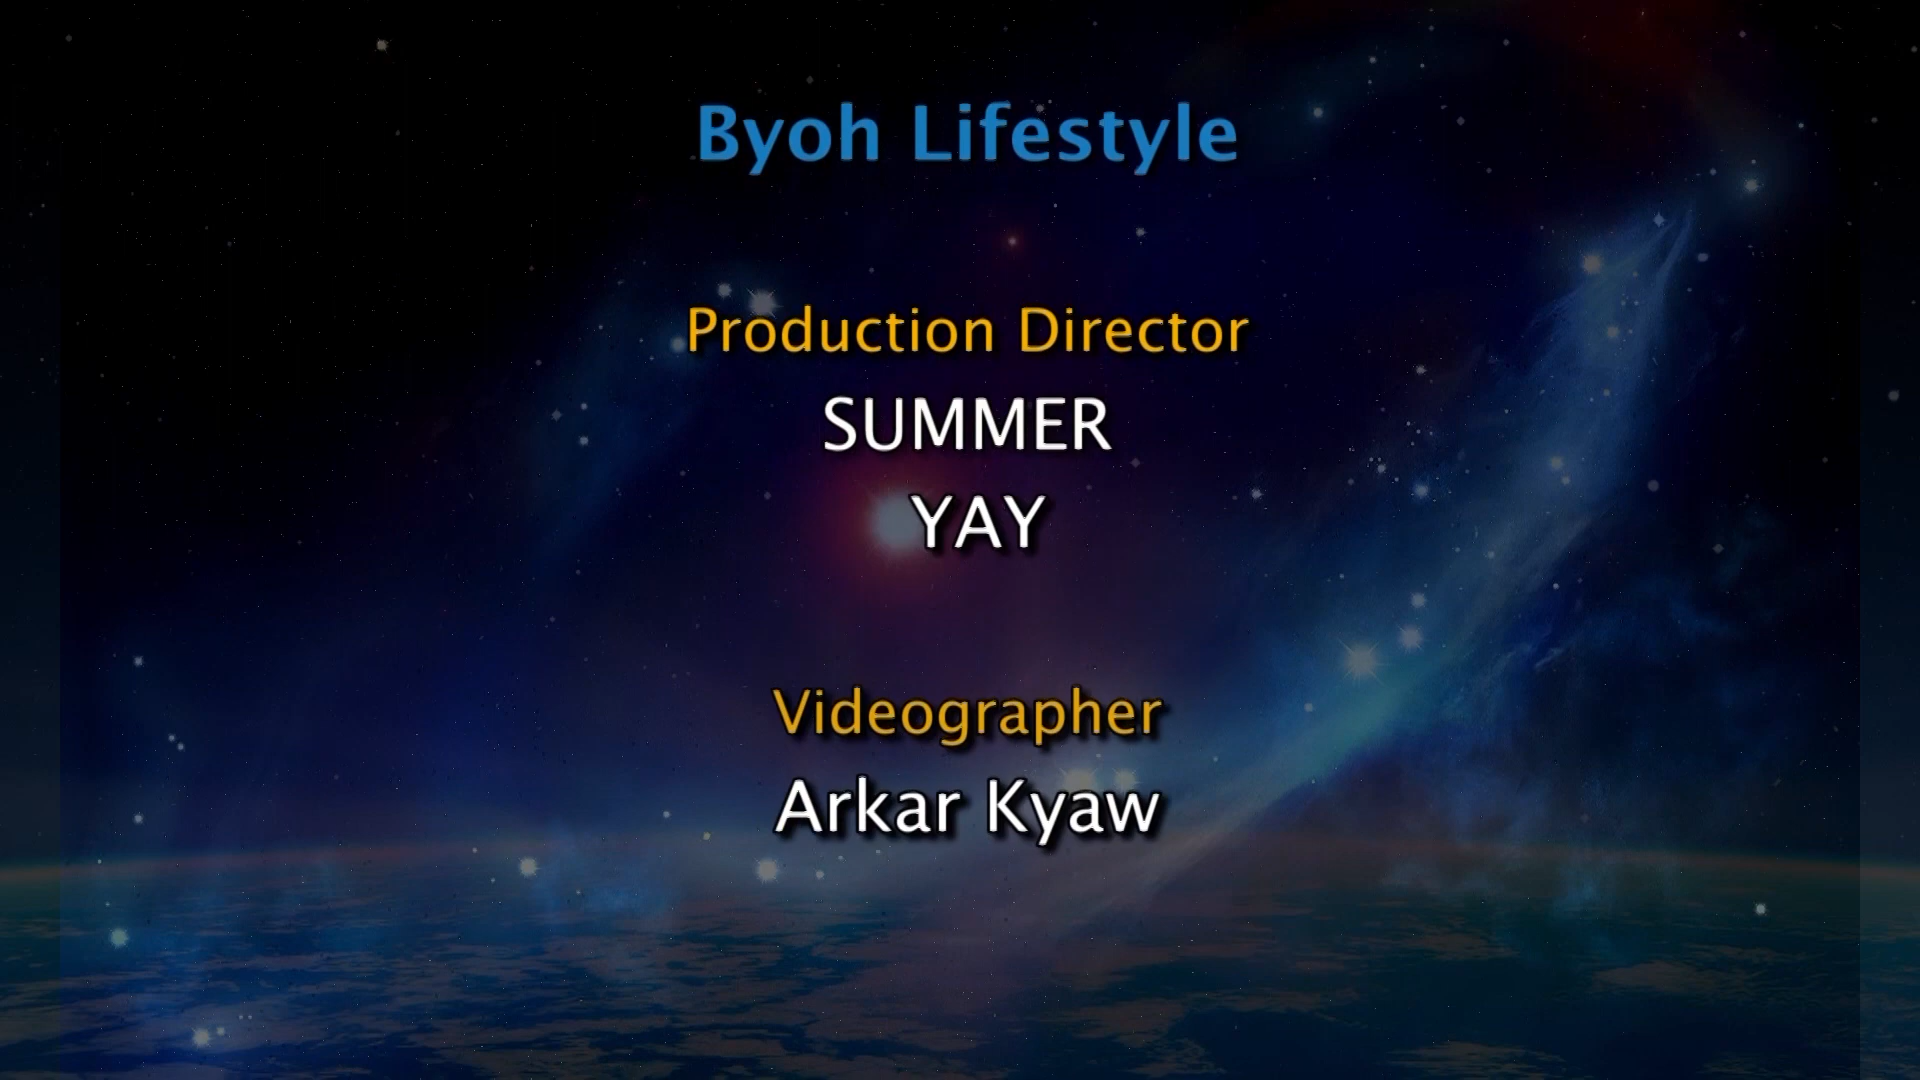 Byoh Lifestyle
Production Director
SUMMER
YAY
Videographer
Arkar Kyaw